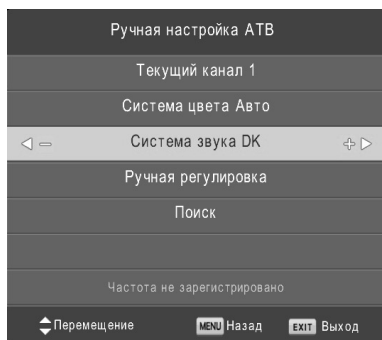 Ручная настройка АТВ
Текущий канал 1
Система цвета Авто
Система звука DK
Ручная регулировка
Поиск
Частота не зарегистрировано
Перемещение MENU Назад EXIT Выход